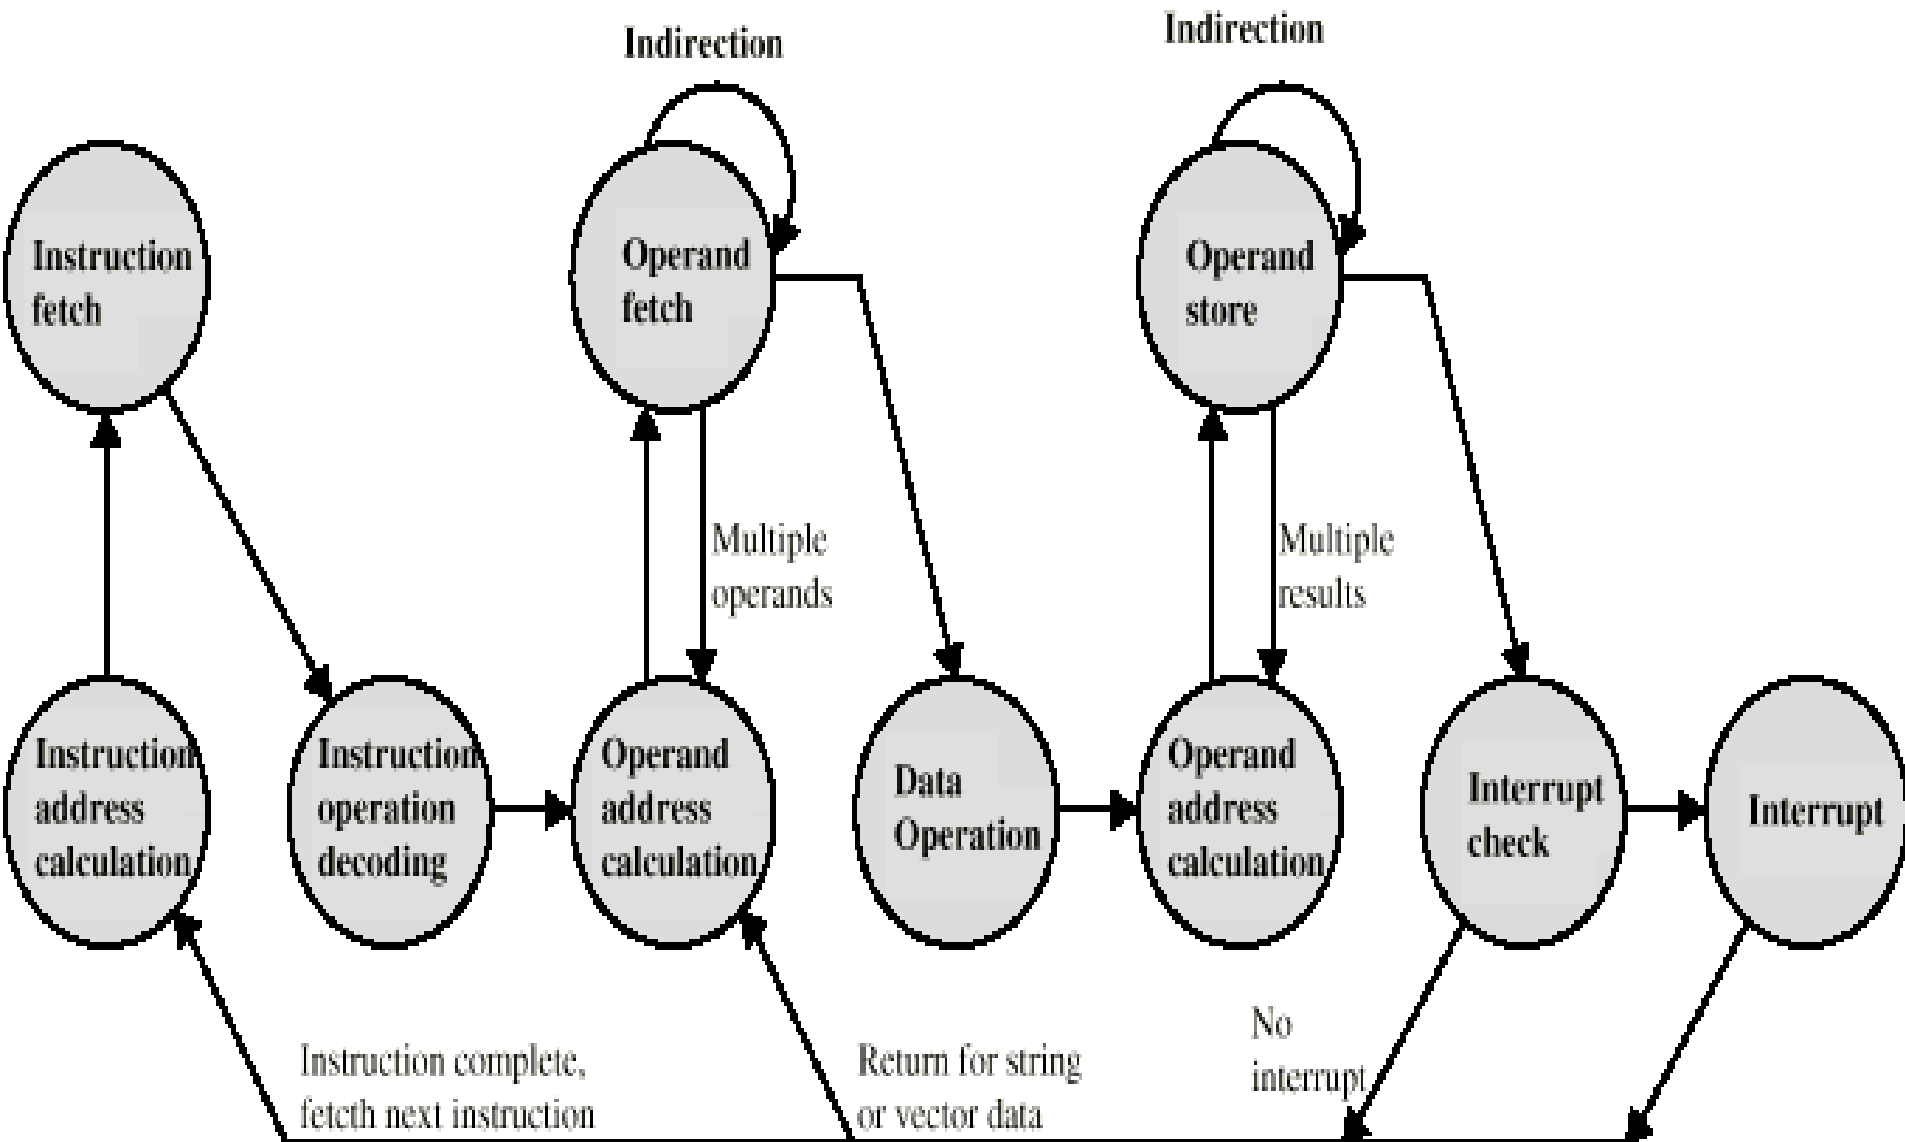 Indirection
Indirection
Instruction
fetch
Operand
fetch
Operand
store
Multiple
operands
Multiple
results
Instruction
address
calculation
Instruction
operation
decoding
Operand
address
calculation
Data
Operation
Operand
address
calculation
Interrupt
check
Interrupt
Instruction complete,
fetcth next instruction
Return for string
or vector data
No
interrupt